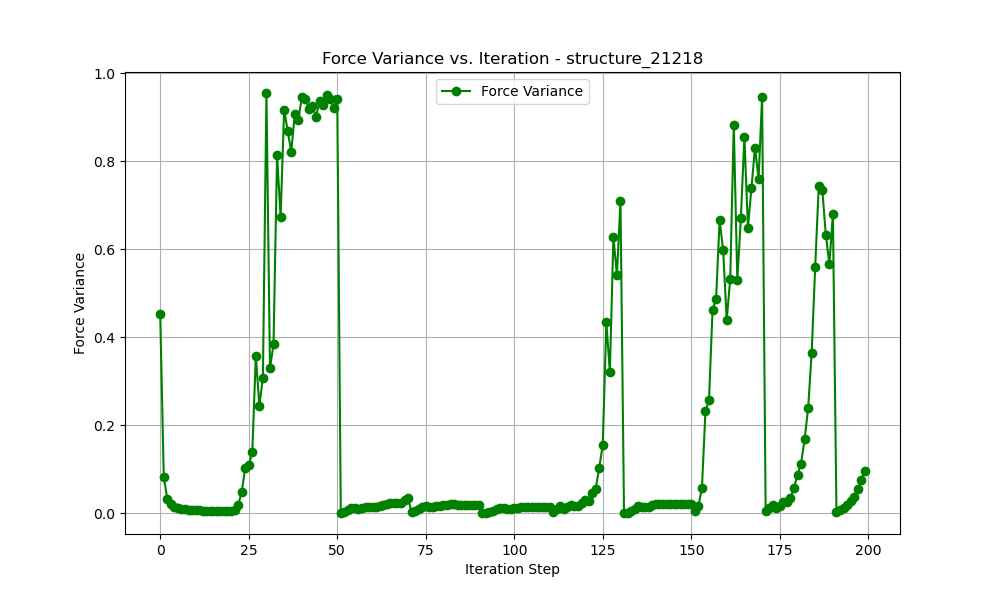 Force Variance vs. Iteration - structure_21218
Force Variance
1.0
0.8
0.6
0.4
0.2
0.0
Force Variance
0 25 50 75 100 125 150 175 200
Iteration Step